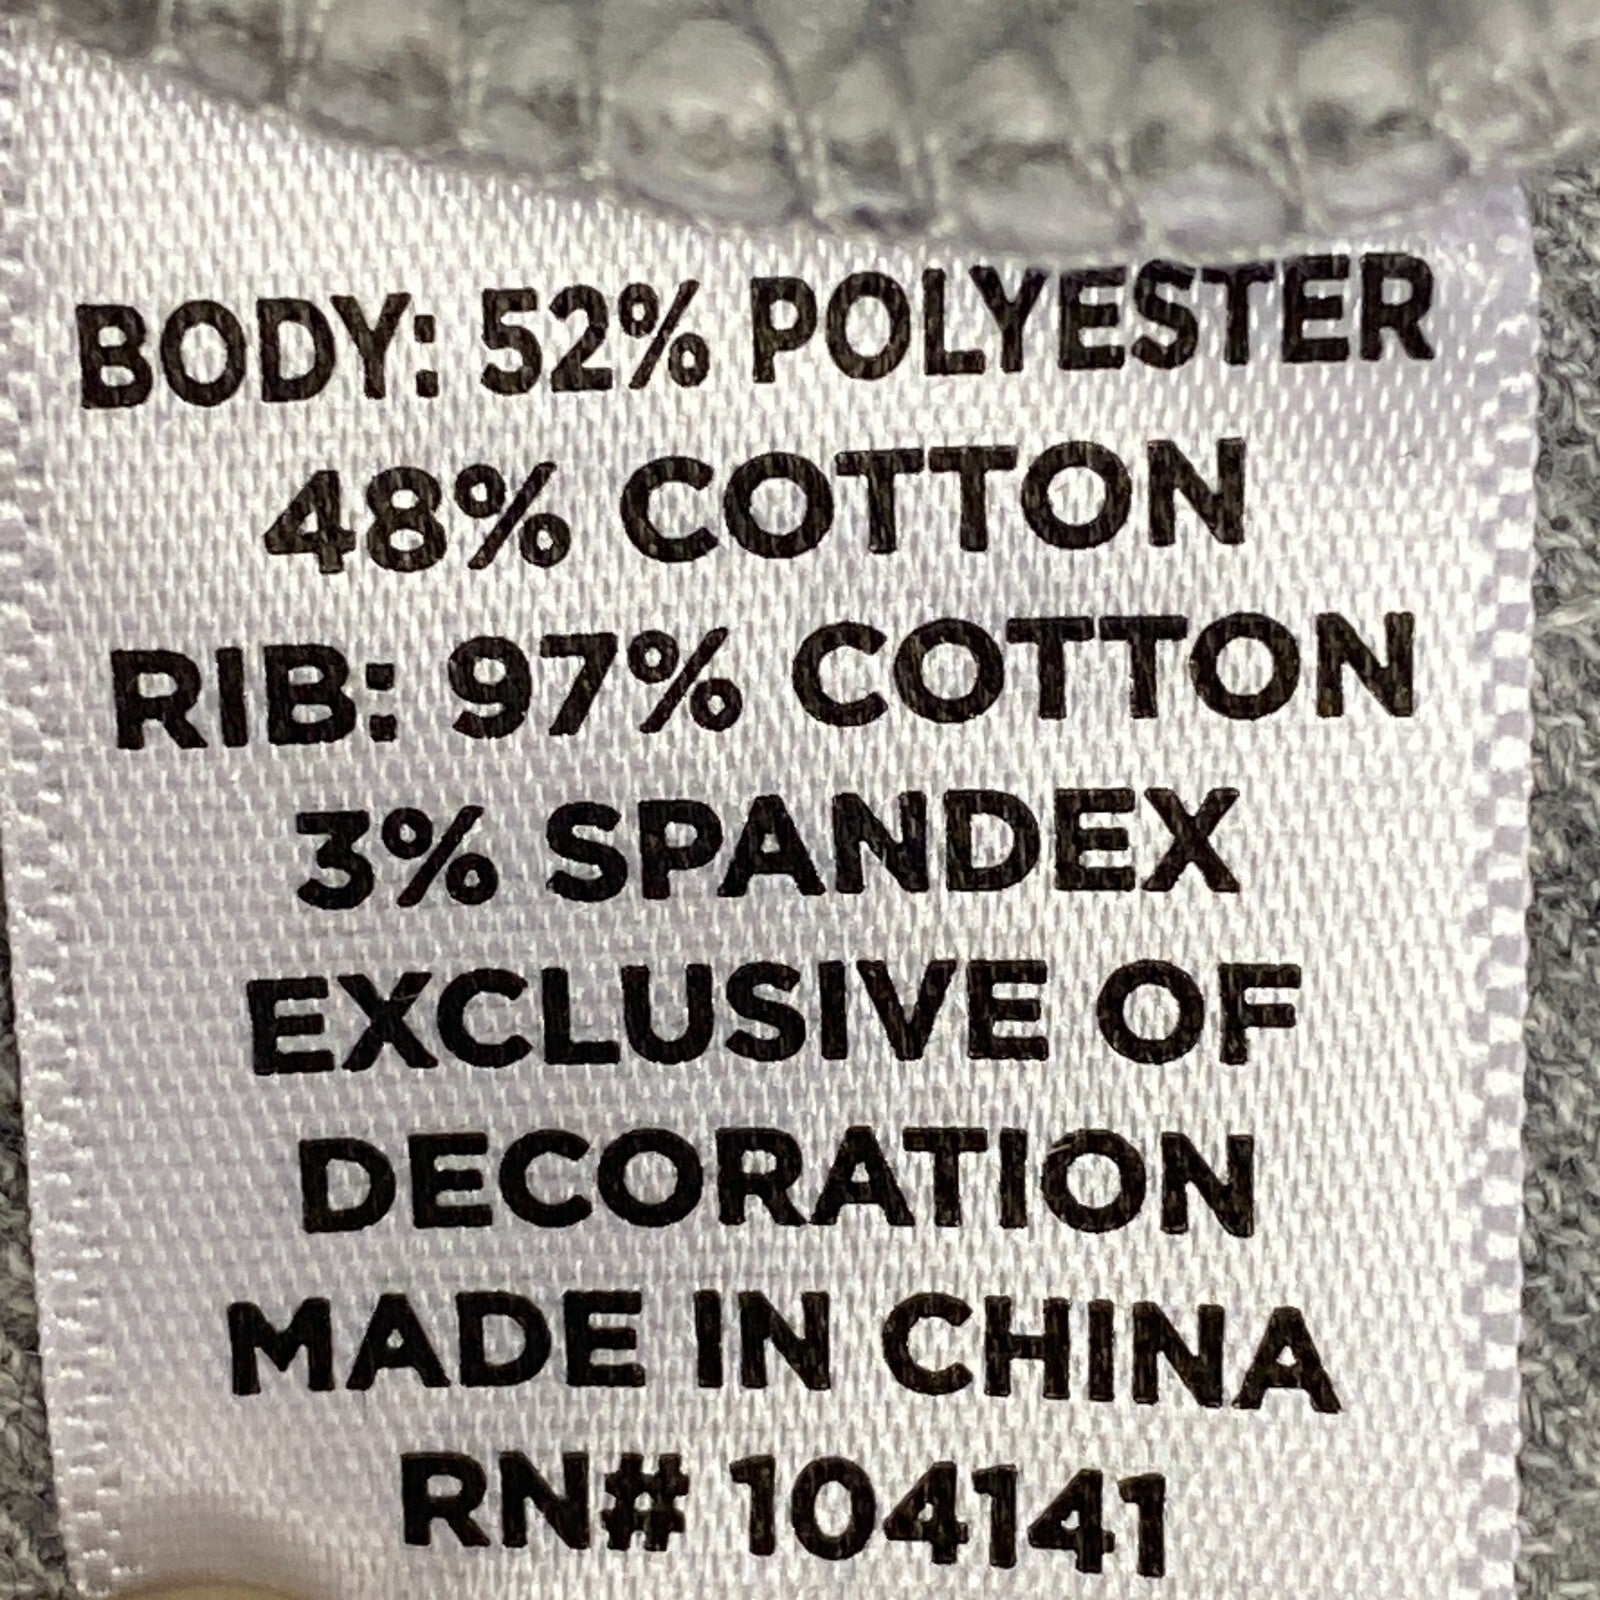 BODY: 52% POLYESTER
48% COTTON
RIB: 97% COTTON
3% SPANDEX
EXCLUSIVE OF
DECORATION
MADE IN CHINA
RN# 104141